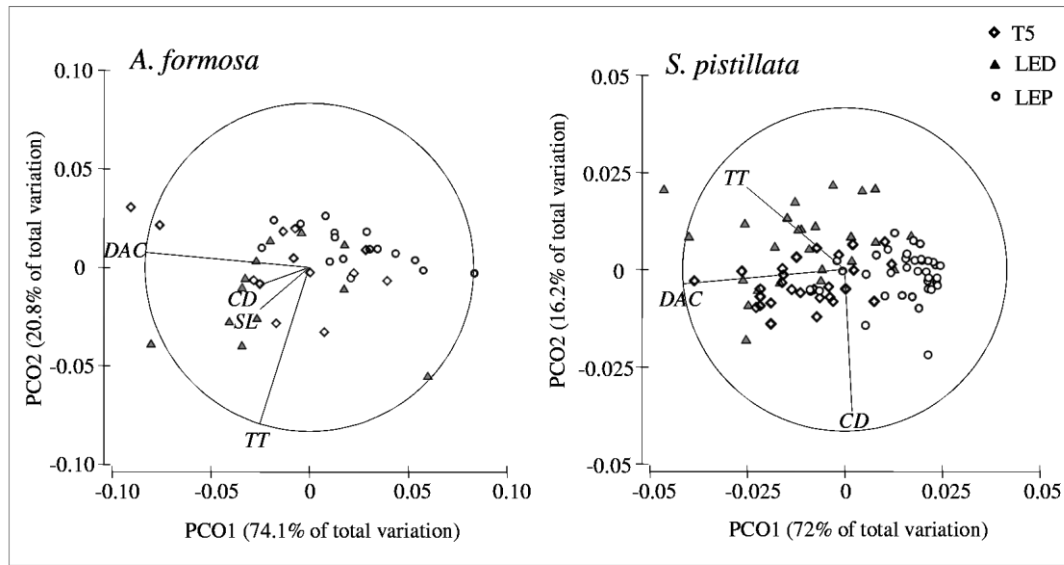 A. formosa
0.10
0.05
0
-0.05
-0.10
PCO2 (20.8% of total variation)
DAC
CD
SL
TT
-0.10
-0.05
0
0.05
0.10
PCO1 (74.1% of total variation)
S. pistillata
0.05
0.025
0
-0.025
-0.05
PCO2 (16.2% of total variation)
TT
DAC
CD
-0.05
-0.025
0
0.025
0.05
PCO1 (72% of total variation)
T5
LED
LEP